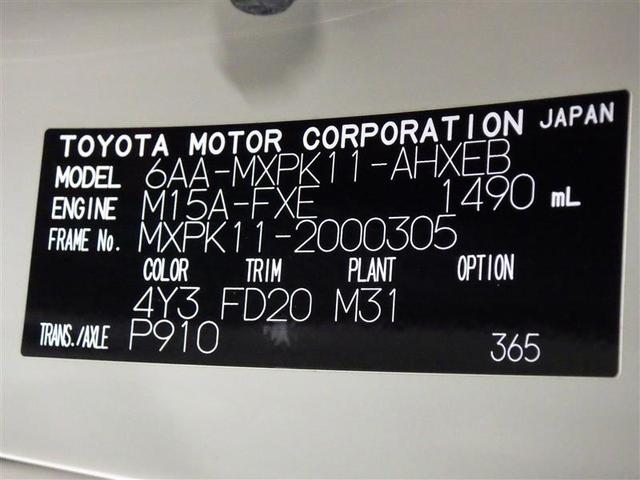 TOYOTA MOTOR CORPORATION JAPAN
MODEL 6AA-MXPK11-AHXEB
ENGINE M15A-FXE 1490 mL
FRAME No. MXPK11-2000305
COLOR TRIM PLANT OPTION
4Y3 FD20 M31
TRANS./AXLE P910 365